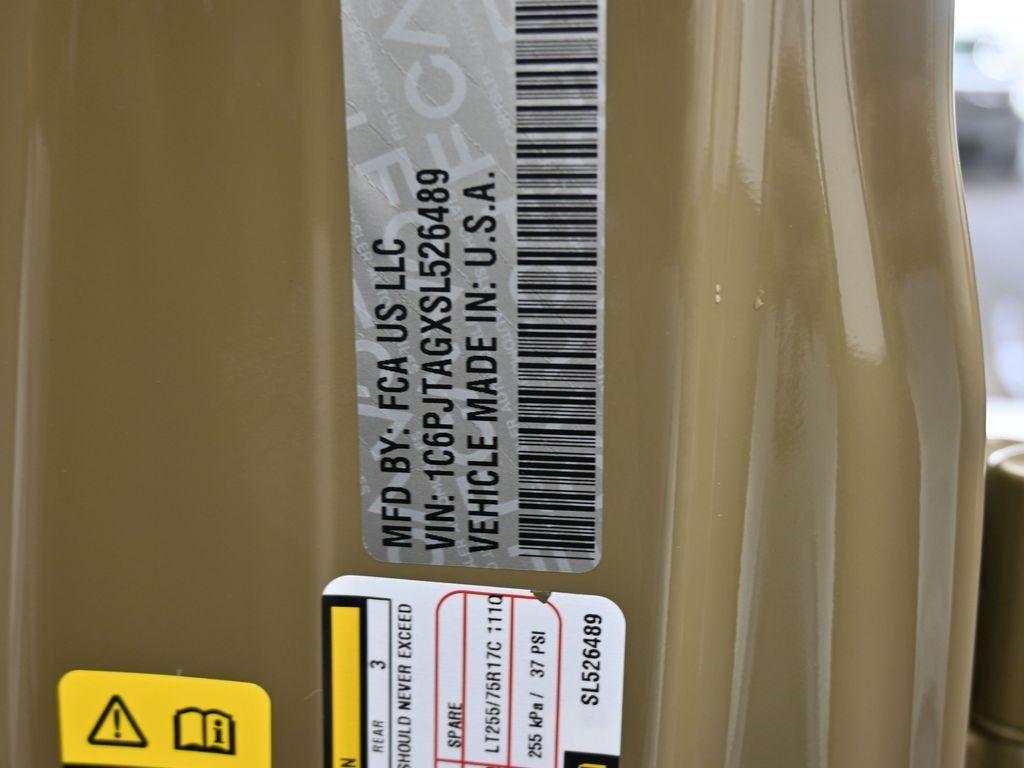 MFD BY: FCA US LLC
VIN: 1C6PJTAGXSL526489
VEHICLE MADE IN: U.S.A.
REAR 3
SHOULD NEVER EXCEED
SPARE
LT255/75R17C 111Q
255 kPa / 37 PSI
SL526489